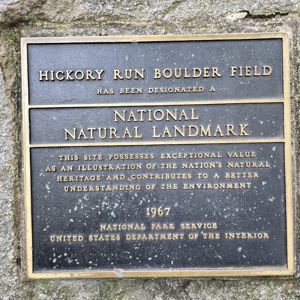 HICKORY RUN BOULDER FIELD
HAS BEEN DESIGNATED A
NATIONAL
NATURAL LANDMARK
THIS SITE POSSESSES EXCEPTIONAL VALUE
AS AN ILLUSTRATION OF THE NATION'S NATURAL
HERITAGE AND CONTRIBUTES TO A BETTER
UNDERSTANDING OF THE ENVIRONMENT
1967
NATIONAL PARK SERVICE
UNITED STATES DEPARTMENT OF THE INTERIOR